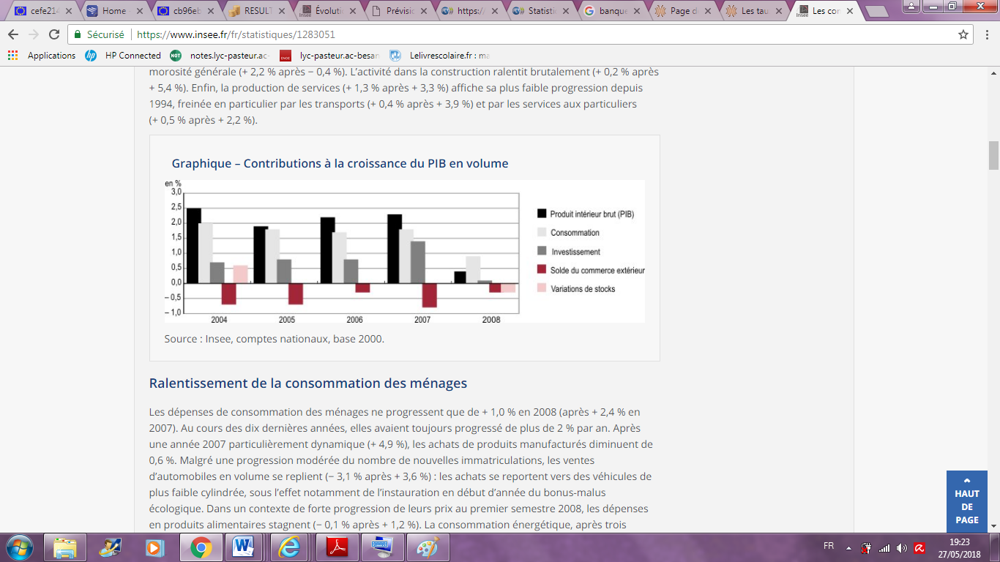 cefe214
Home
cb96eb
RESULT
Évoluti
Prévisio
https://
Statistic
banque
Page d
Les tau
Les con
Sécurisé https://www.insee.fr/fr/statistiques/1283051
Applications HP Connected notes.lyc-pasteur.ac- lyc-pasteur.ac-besan Lelivrescolaire.fr : ma
morosité générale (+ 2,2 % après − 0,4 %). L’activité dans la construction ralentit brutalement (+ 0,2 % après
+ 5,4 %). Enfin, la production de services (+ 1,3 % après + 3,3 %) affiche sa plus faible progression depuis
1994, freinée en particulier par les transports (+ 0,4 % après + 3,9 %) et par les services aux particuliers
(+ 0,5 % après + 2,2 %).
Graphique – Contributions à la croissance du PIB en volume
en %
3,0
2,5
2,0
1,5
1,0
0,5
0,0
– 0,5
– 1,0
2004 2005 2006 2007 2008
Produit intérieur brut (PIB)
Consommation
Investissement
Solde du commerce extérieur
Variations de stocks
Source : Insee, comptes nationaux, base 2000.
Ralentissement de la consommation des ménages
Les dépenses de consommation des ménages ne progressent que de + 1,0 % en 2008 (après + 2,4 % en
2007). Au cours des dix dernières années, elles avaient toujours progressé de plus de 2 % par an. Après
une année 2007 particulièrement dynamique (+ 4,9 %), les achats de produits manufacturés diminuent de
0,6 %. Malgré une progression modérée du nombre de nouvelles immatriculations, les ventes
d’automobiles en volume se replient (− 3,1 % après + 3,6 %) : les achats se reportent vers des véhicules de
plus faible cylindrée, sous l’effet notamment de l’instauration en début d’année du bonus-malus
écologique. Dans un contexte de forte progression de leurs prix au premier semestre 2008, les dépenses
en produits alimentaires stagnent (− 0,1 % après + 1,2 %). La consommation énergétique, après trois
HAUT
DE
PAGE
FR
19:23
27/05/2018